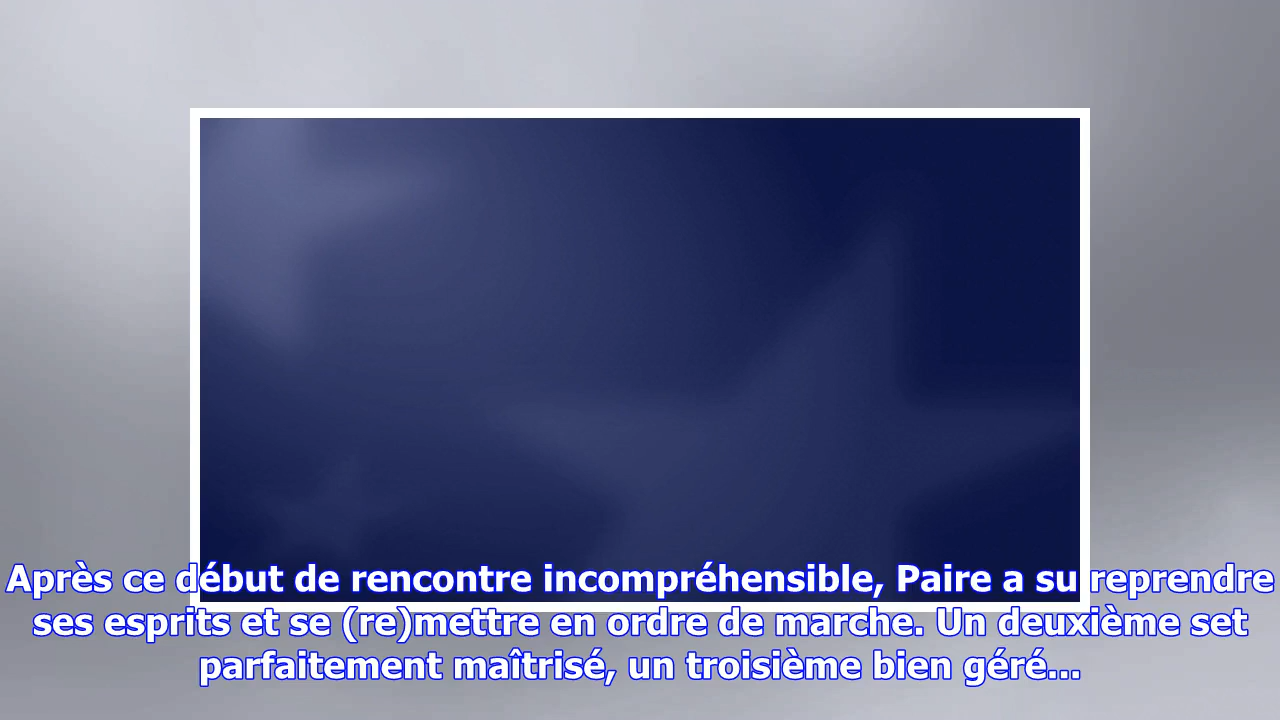 Après ce début de rencontre incompréhensible, Paire a su reprendre
ses esprits et se (re)mettre en ordre de marche. Un deuxième set
parfaitement maîtrisé, un troisième bien géré...